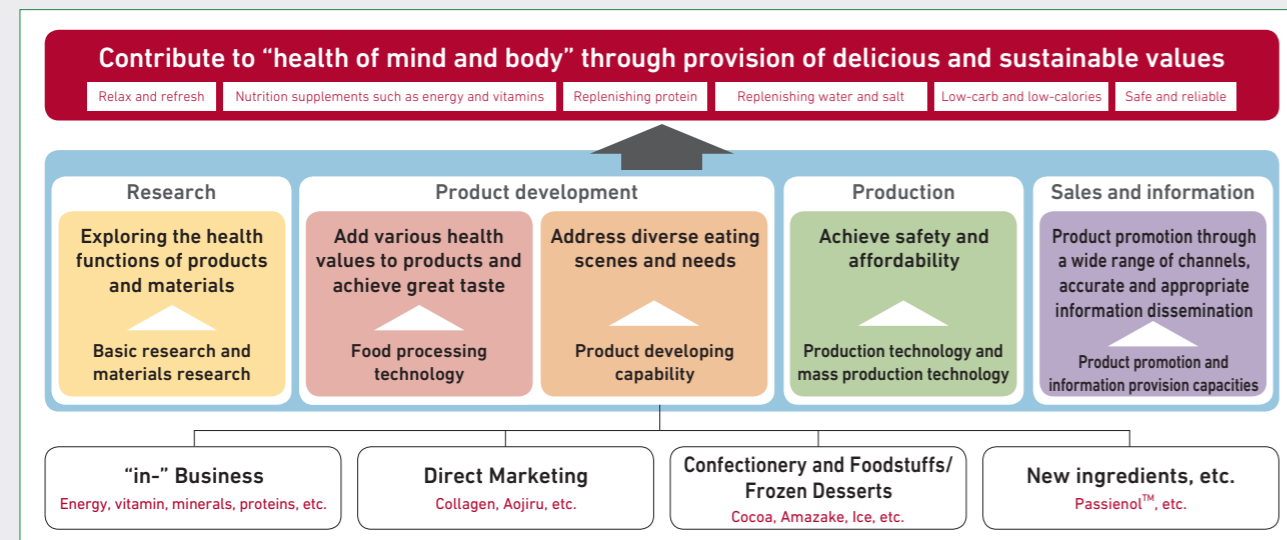 Contribute to “health of mind and body” through provision of delicious and sustainable values
Relax and refresh
Nutrition supplements such as energy and vitamins
Replenishing protein
Replenishing water and salt
Low-carb and low-calories
Safe and reliable
Research
Exploring the health
functions of products
and materials
Basic research and
materials research
Product development
Add various health
values to products and
achieve great taste
Food processing
technology
Address diverse eating
scenes and needs
Product developing
capability
Production
Achieve safety and
affordability
Production technology and
mass production technology
Sales and information
Product promotion through
a wide range of channels,
accurate and appropriate
information dissemination
Product promotion and
information provision capacities
“in-” Business
Energy, vitamin, minerals, proteins, etc.
Direct Marketing
Collagen, Aojiru, etc.
Confectionery and Foodstuffs/
Frozen Desserts
Cocoa, Amazake, Ice, etc.
New ingredients, etc.
Passienol™, etc.